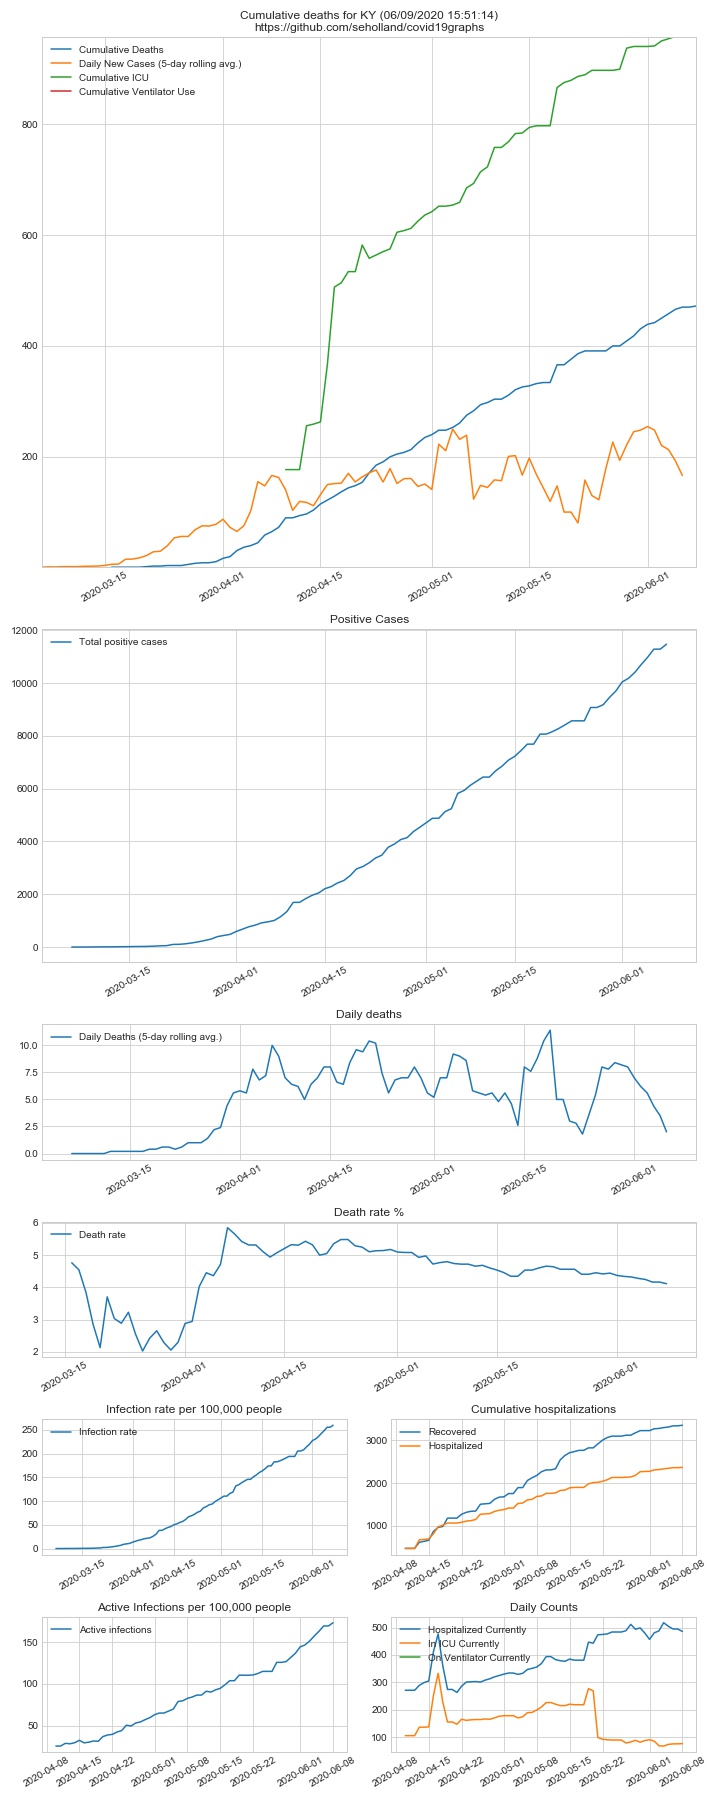 Cumulative deaths for KY (06/09/2020 15:51:14)
https://github.com/seholland/covid19graphs
Cumulative Deaths
Daily New Cases (5-day rolling avg.)
Cumulative ICU
Cumulative Ventilator Use
800
600
400
200
2020-03-15 2020-04-01 2020-04-15 2020-05-01 2020-05-15 2020-06-01
Positive Cases
Total positive cases
12000
10000
8000
6000
4000
2000
0
2020-03-15 2020-04-01 2020-04-15 2020-05-01 2020-05-15 2020-06-01
Daily deaths
Daily Deaths (5-day rolling avg.)
10.0
7.5
5.0
2.5
0.0
2020-03-15 2020-04-01 2020-04-15 2020-05-01 2020-05-15 2020-06-01
Death rate %
Death rate
6
5
4
3
2
2020-03-15 2020-04-01 2020-04-15 2020-05-01 2020-05-15 2020-06-01
Infection rate per 100,000 people
Infection rate
250
200
150
100
50
0
2020-03-15 2020-04-01 2020-04-15 2020-05-01 2020-05-15 2020-06-01
Cumulative hospitalizations
Recovered
Hospitalized
3000
2000
1000
2020-04-08 2020-04-15 2020-04-22 2020-05-01 2020-05-08 2020-05-15 2020-05-22 2020-06-01 2020-06-08
Active Infections per 100,000 people
Active infections
150
100
50
2020-04-08 2020-04-15 2020-04-22 2020-05-01 2020-05-08 2020-05-15 2020-05-22 2020-06-01 2020-06-08
Daily Counts
Hospitalized Currently
In ICU Currently
On Ventilator Currently
500
400
300
200
100
2020-04-08 2020-04-15 2020-04-22 2020-05-01 2020-05-08 2020-05-15 2020-05-22 2020-06-01 2020-06-08